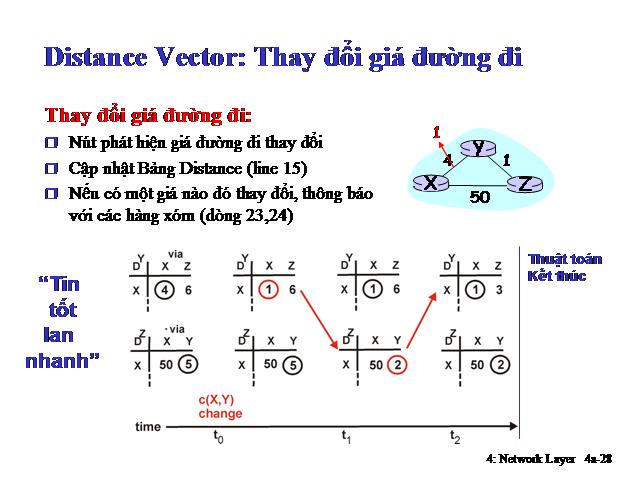 Distance Vector: Thay đổi giá đường đi
Thay đổi giá đường đi:
Nút phát hiện giá đường đi thay đổi
Cập nhật Bảng Distance (line 15)
Nếu có một giá nào đó thay đổi, thông báo
với các hàng xóm (dòng 23,24)
1
Y
4
1
X
Z
50
"Tin
tốt
lan
nhanh"
Thuật toán
Kết thúc
Y via
D X Z
X 4 6
Y
D X Z
X 1 6
Y
D X Z
X 1 6
Y
D X Z
X 1 3
Z via
D X Y
X 50 5
Z
D X Y
X 50 5
Z
D X Y
X 50 2
Z
D X Y
X 50 2
c(X,Y)
change
time
t0 t1 t2
4: Network Layer 4a-28